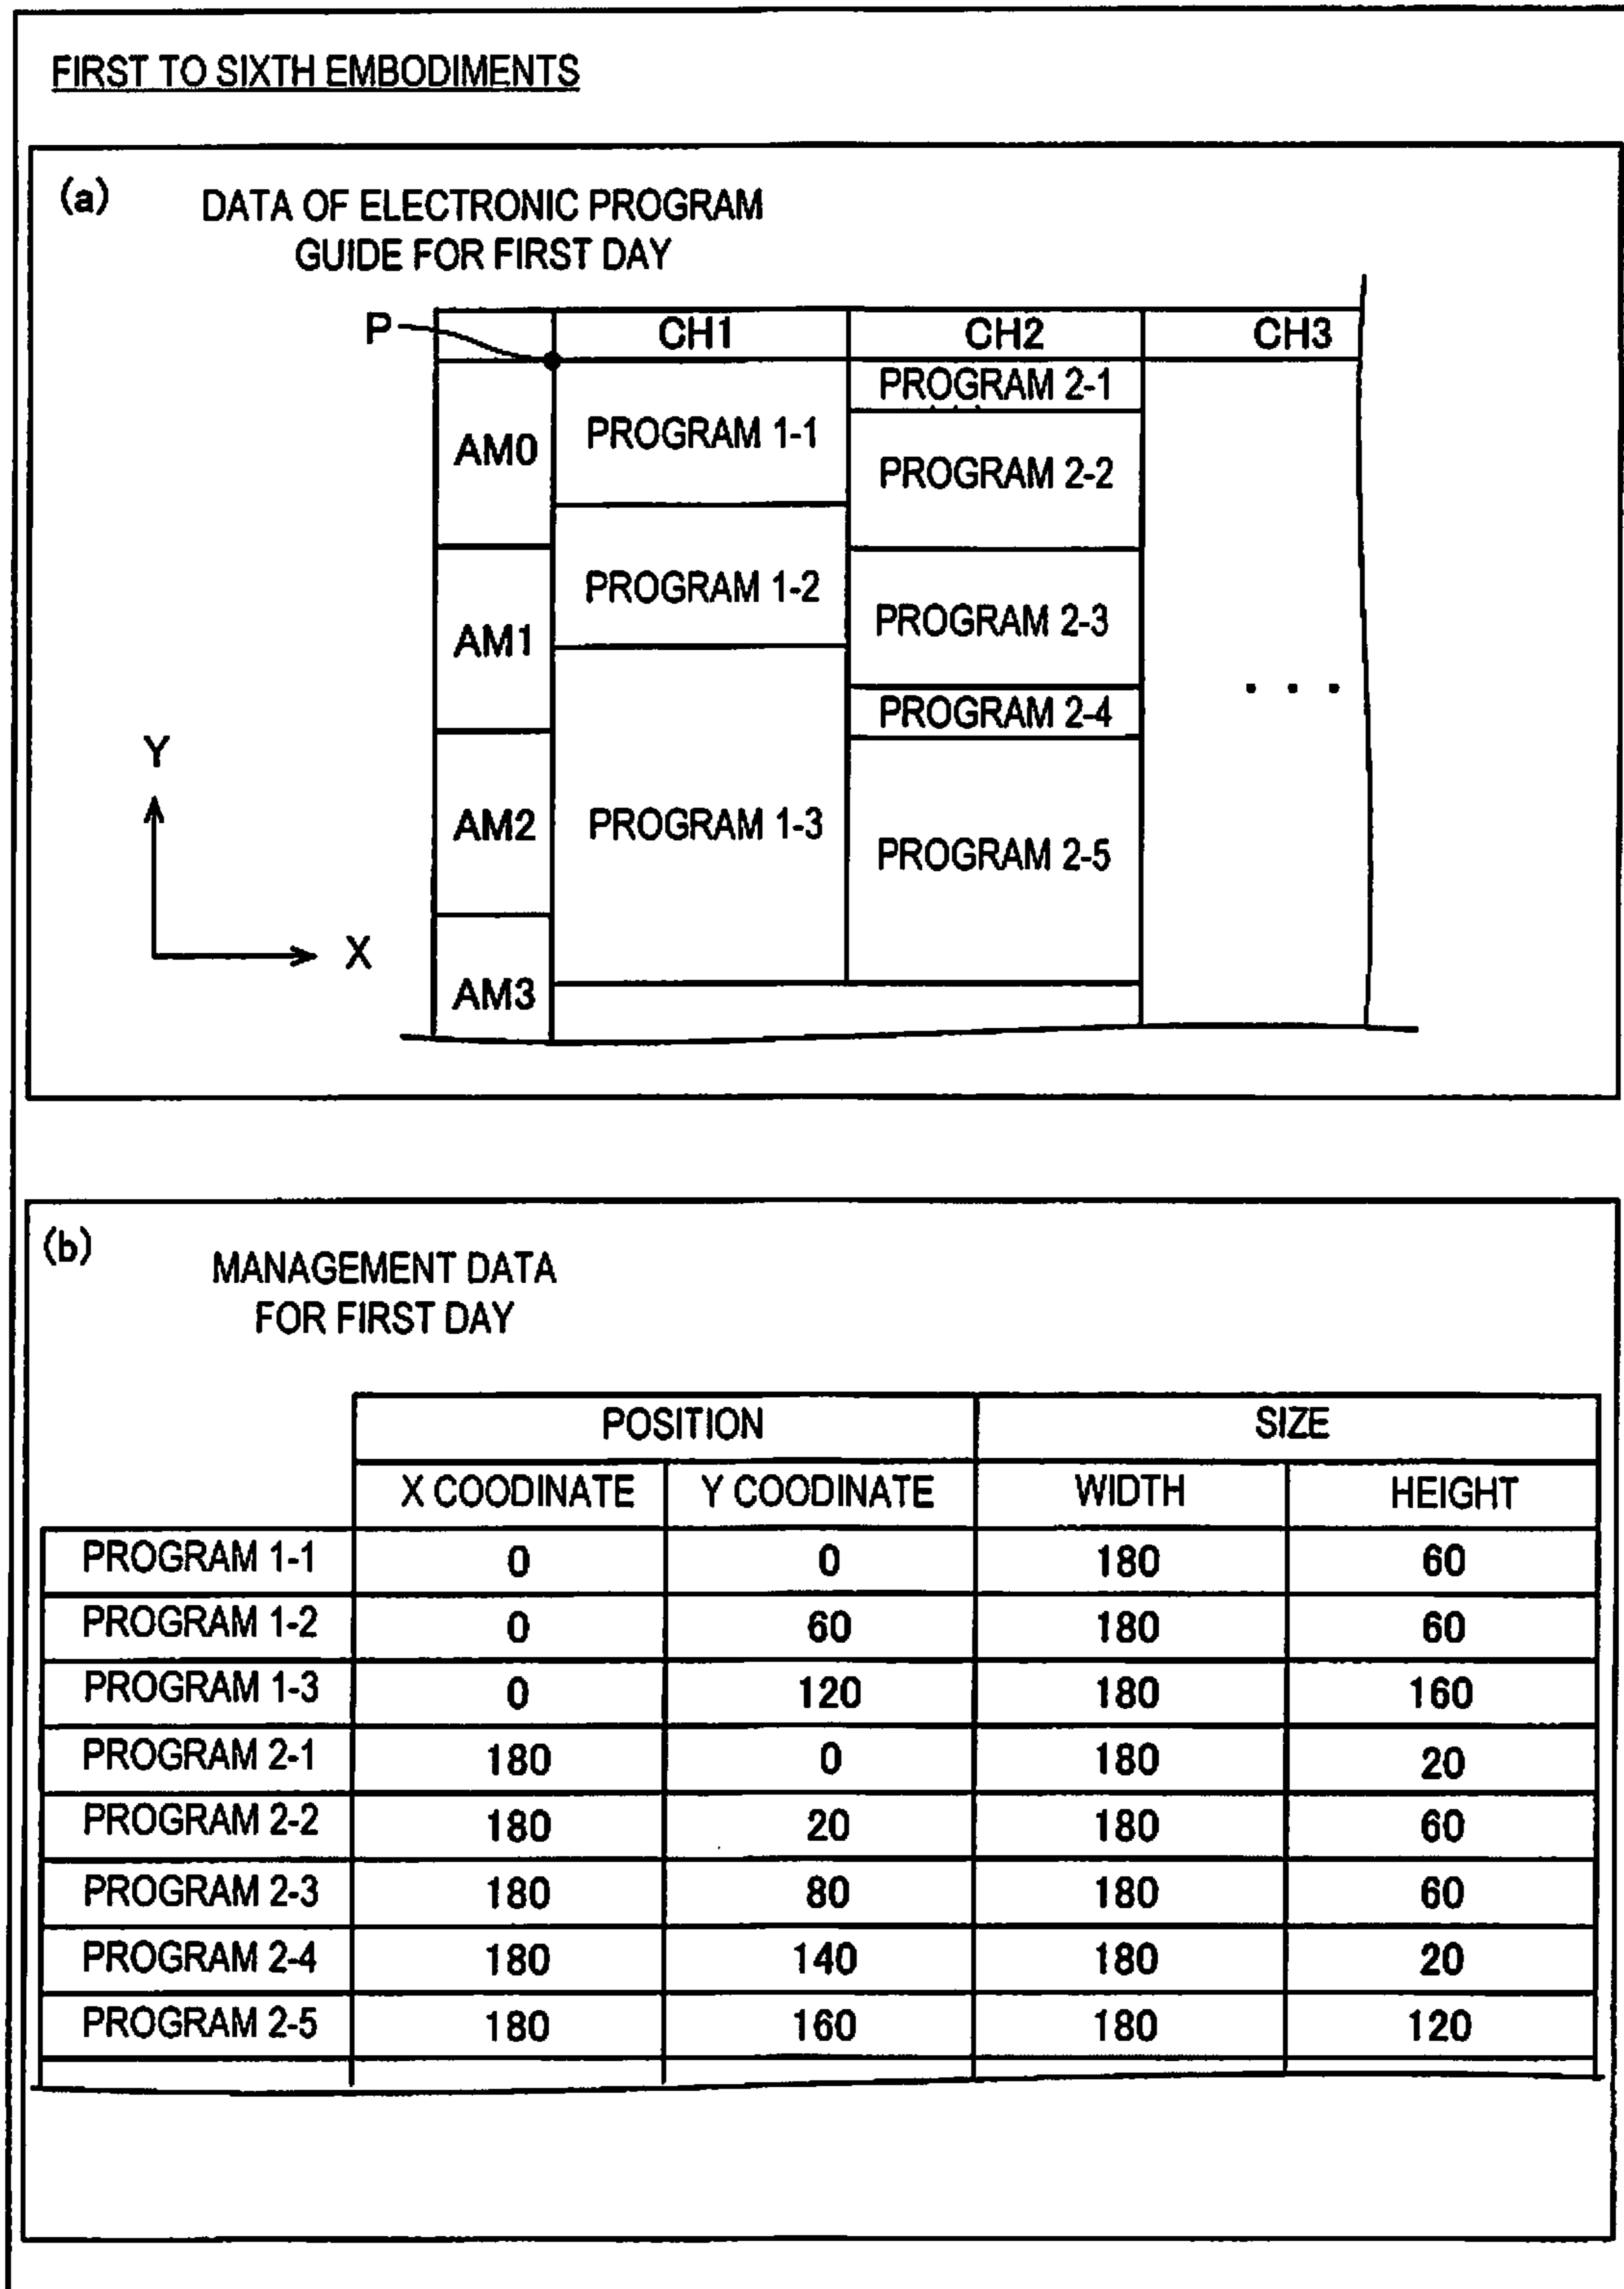 FIRST TO SIXTH EMBODIMENTS
(a)
DATA OF ELECTRONIC PROGRAM
GUIDE FOR FIRST DAY
P
CH1 CH2 CH3
AM0 PROGRAM 1-1 PROGRAM 2-1
PROGRAM 2-2
AM1 PROGRAM 1-2 PROGRAM 2-3
PROGRAM 2-4
. . .
AM2 PROGRAM 1-3 PROGRAM 2-5
AM3
Y
X
(b)
MANAGEMENT DATA
FOR FIRST DAY
POSITION SIZE
X COODINATE Y COODINATE WIDTH HEIGHT
PROGRAM 1-1 0 0 180 60
PROGRAM 1-2 0 60 180 60
PROGRAM 1-3 0 120 180 160
PROGRAM 2-1 180 0 180 20
PROGRAM 2-2 180 20 180 60
PROGRAM 2-3 180 80 180 60
PROGRAM 2-4 180 140 180 20
PROGRAM 2-5 180 160 180 120